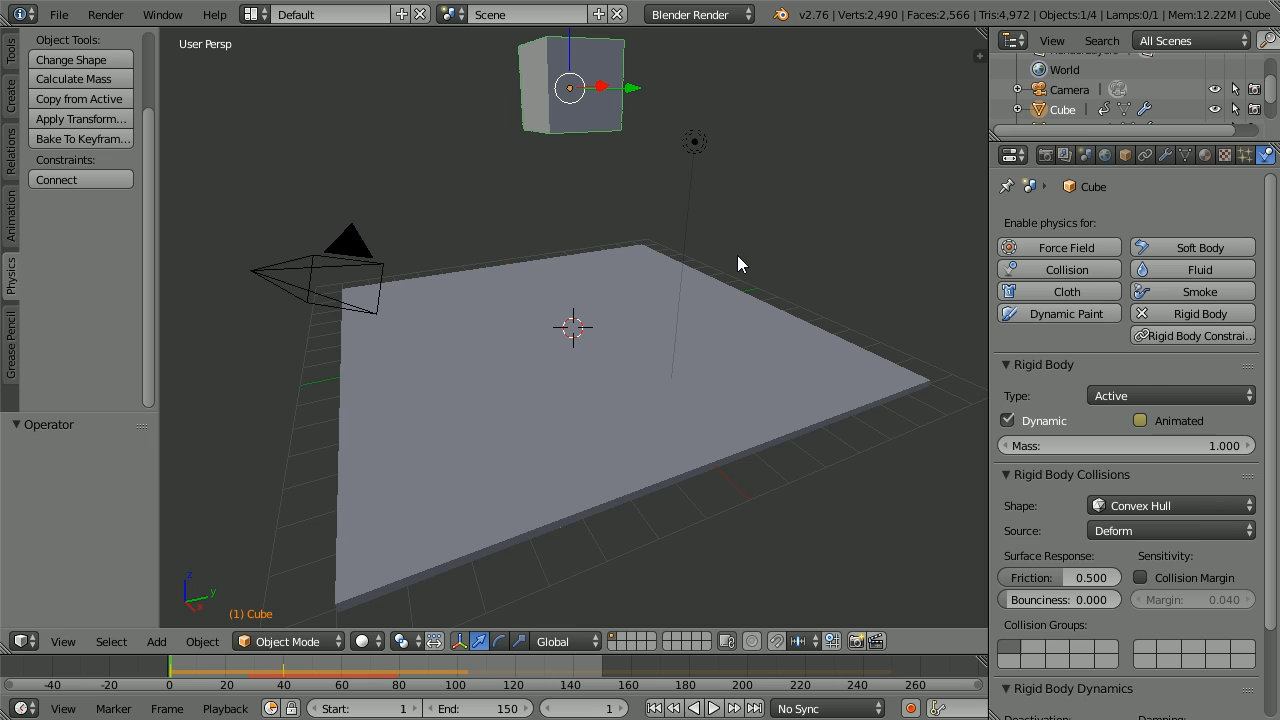 File Render Window Help Default Scene Blender Render v2.76 | Verts:2,490 | Faces:2,566 | Tris:4,972 | Objects:1/4 | Lamps:0/1 | Mem:12.22M | Cube
Tools
Create
Relations
Animation
Physics
Grease Pencil
Object Tools:
Change Shape
Calculate Mass
Copy from Active
Apply Transform...
Bake To Keyfram...
Constraints:
Connect
Operator
User Persp
z
y
x
(1) Cube
View Search All Scenes
World
Camera
Cube
Cube
Enable physics for:
Force Field Soft Body
Collision Fluid
Cloth Smoke
Dynamic Paint Rigid Body
Rigid Body Constrai...
Rigid Body
Type: Active
Dynamic Animated
Mass: 1.000
Rigid Body Collisions
Shape: Convex Hull
Source: Deform
Surface Response: Sensitivity:
Friction: 0.500 Collision Margin
Bounciness: 0.000 Margin: 0.040
Collision Groups:
Rigid Body Dynamics
View Select Add Object Object Mode Global
-40 -20 0 20 40 60 80 100 120 140 160 180 200 220 240 260
View Marker Frame Playback Start: 1 End: 150 1 No Sync